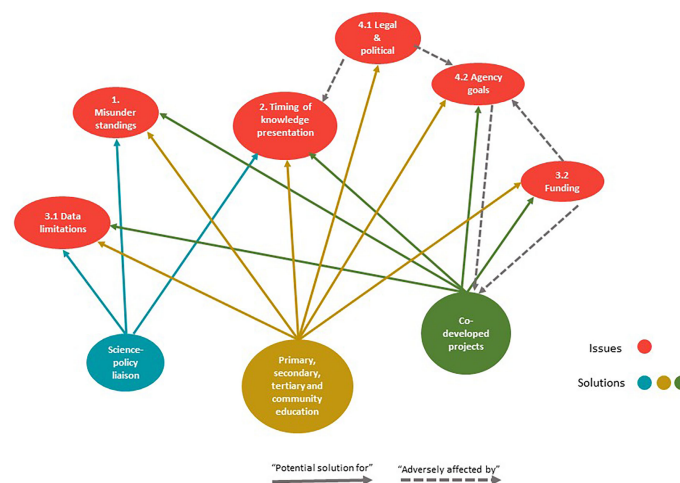 4.1 Legal
&
political
4.2 Agency
goals
1.
Misunder
standings
2. Timing of
knowledge
presentation
3.2
Funding
3.1 Data
limitations
Co-
developed
projects
Science-
policy
liaison
Primary,
secondary,
tertiary and
community
education
Issues
Solutions
“Potential solution for”
“Adversely affected by”